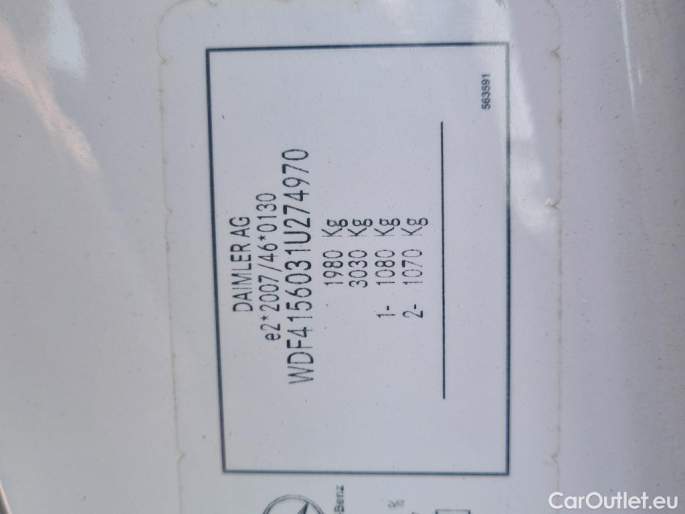 DAIMLER AG
e2*2007/46*0130
WDF4156031U274970
1980 Kg
3030 Kg
1- 1080 Kg
2- 1070 Kg
563591
-Benz
%
CarOutlet.eu